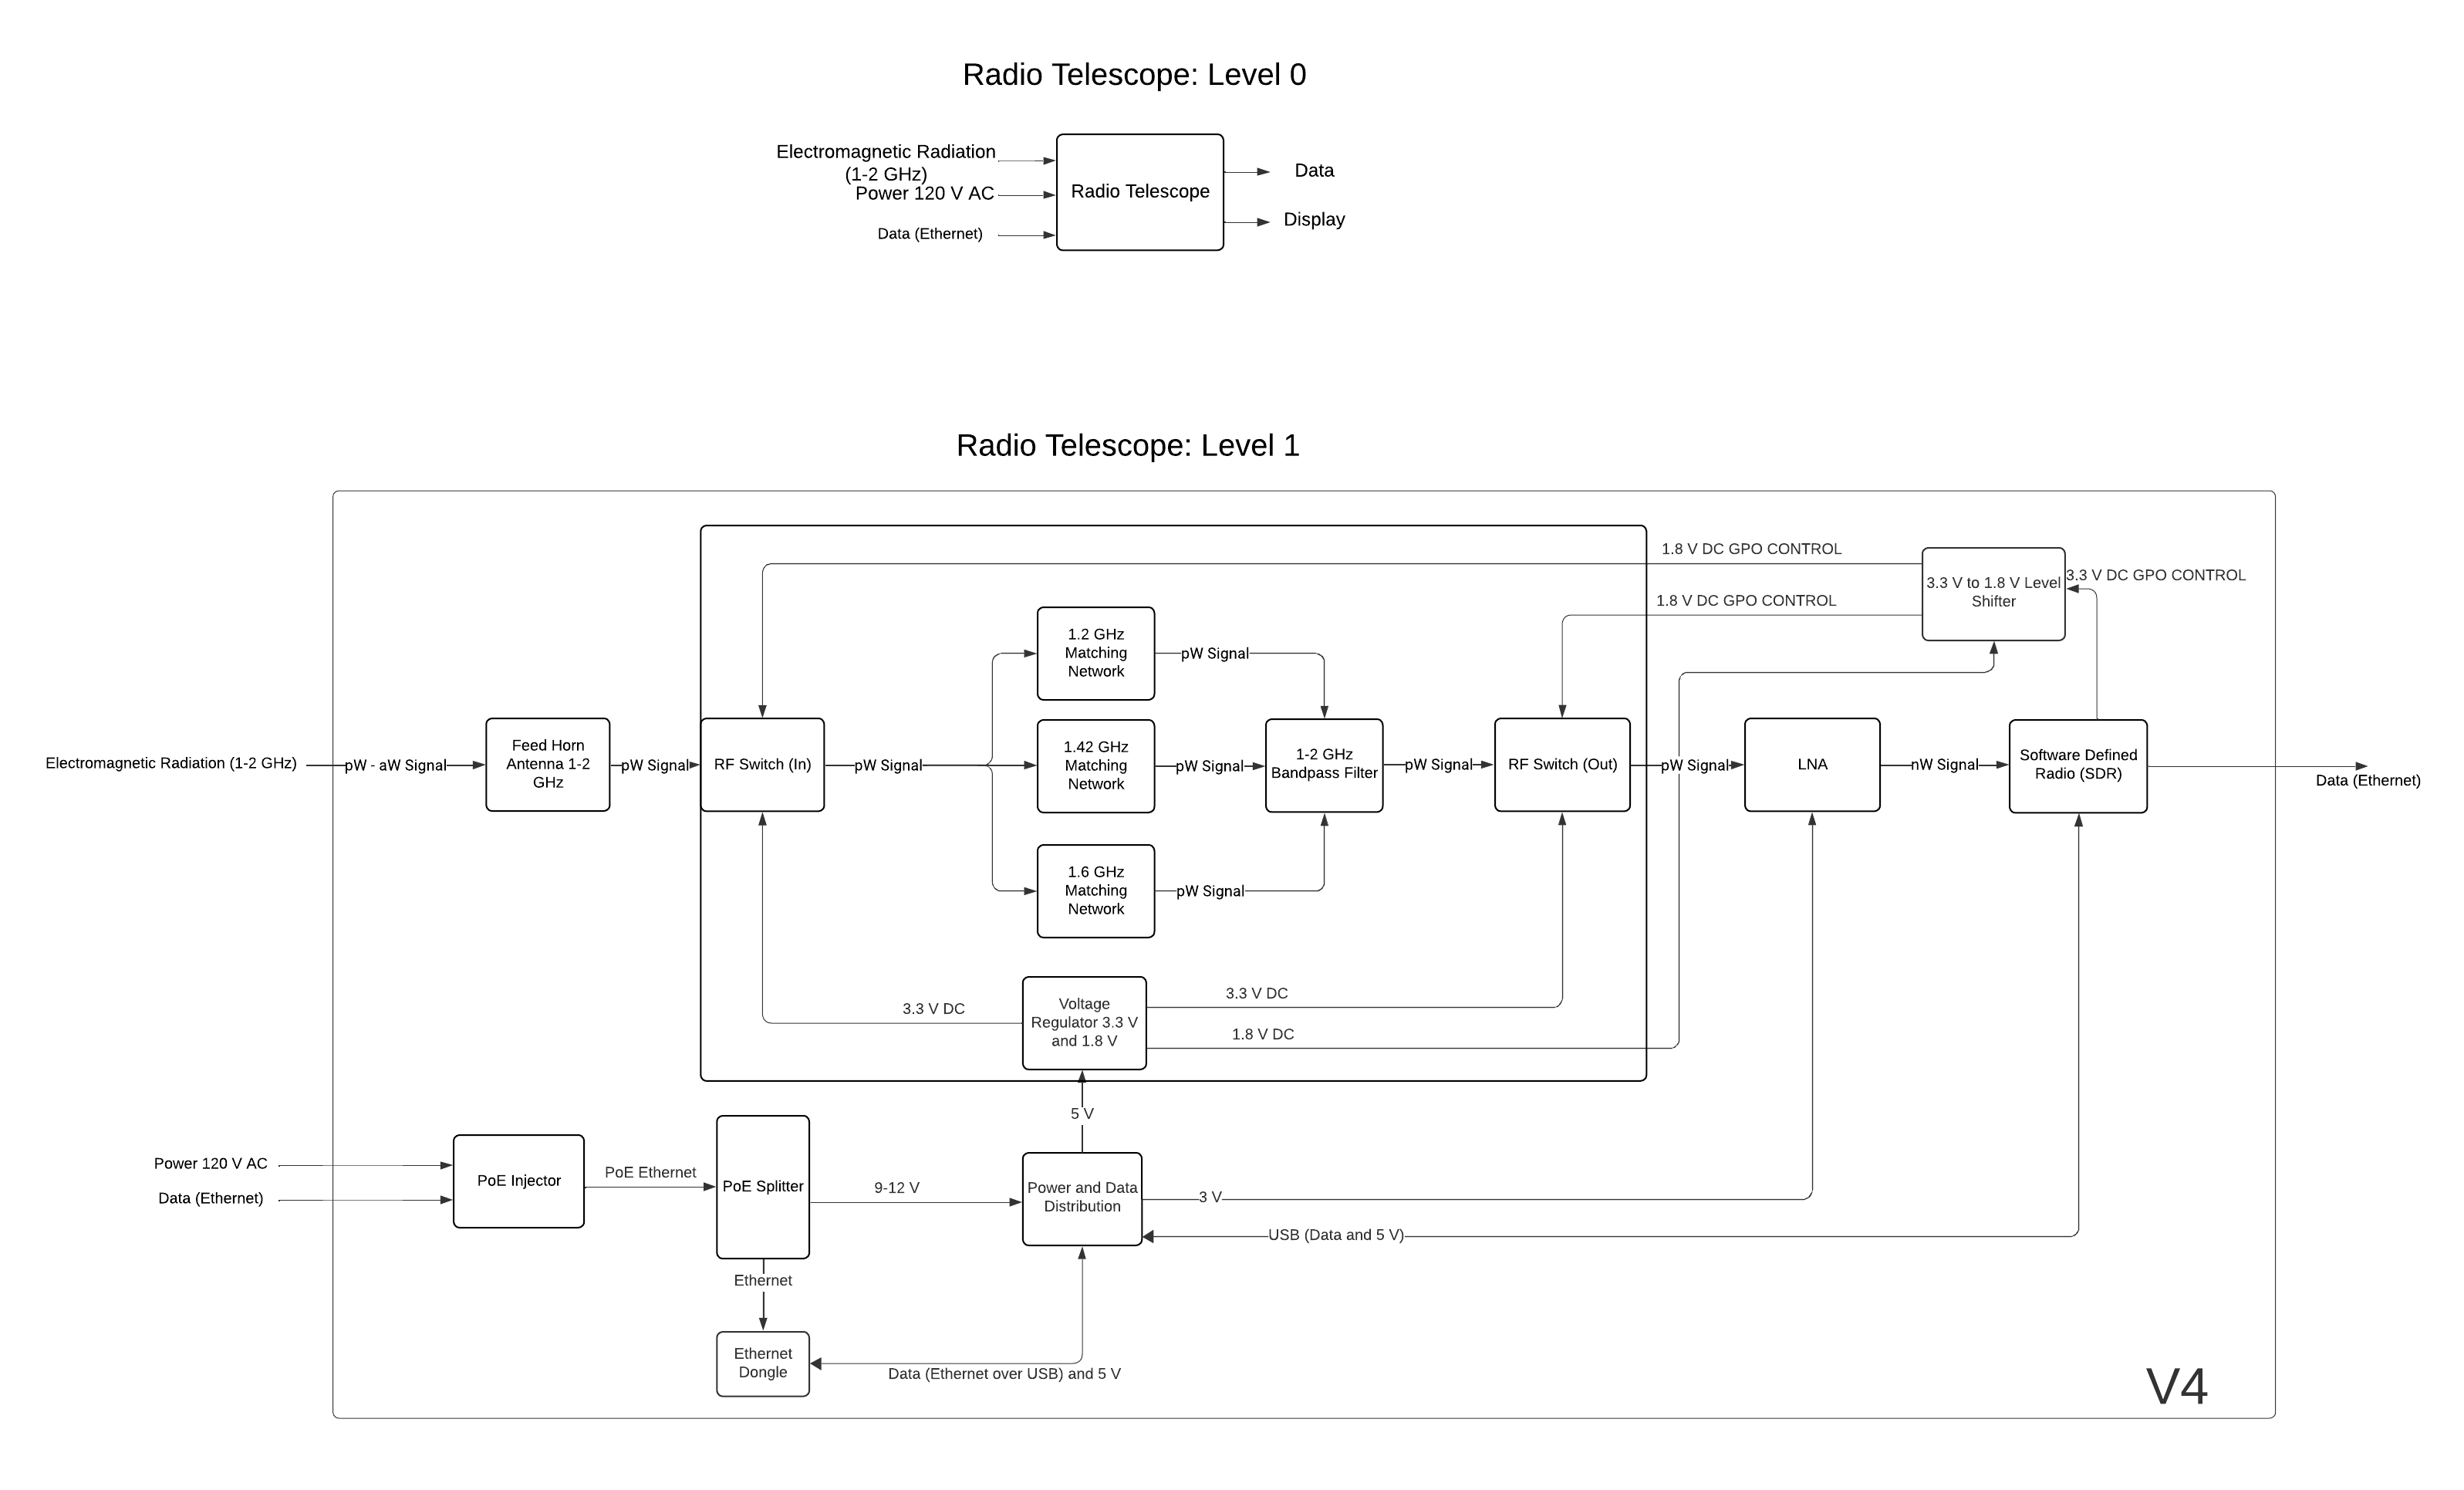 Radio Telescope: Level 0
Electromagnetic Radiation
(1-2 GHz)
Power 120 V AC
Data (Ethernet)
Radio Telescope
Data
Display
Radio Telescope: Level 1
1.8 V DC GPO CONTROL
1.8 V DC GPO CONTROL
3.3 V to 1.8 V Level
Shifter
3.3 V DC GPO CONTROL
1.2 GHz
Matching
Network
pW Signal
Electromagnetic Radiation (1-2 GHz)
pW - aW Signal
Feed Horn
Antenna 1-2
GHz
pW Signal
RF Switch (In)
pW Signal
1.42 GHz
Matching
Network
pW Signal
1-2 GHz
Bandpass Filter
pW Signal
RF Switch (Out)
pW Signal
LNA
nW Signal
Software Defined
Radio (SDR)
Data (Ethernet)
1.6 GHz
Matching
Network
pW Signal
3.3 V DC
Voltage
Regulator 3.3 V
and 1.8 V
3.3 V DC
1.8 V DC
5 V
Power 120 V AC
Data (Ethernet)
PoE Injector
PoE Ethernet
PoE Splitter
9-12 V
Power and Data
Distribution
3 V
USB (Data and 5 V)
Ethernet
Ethernet
Dongle
Data (Ethernet over USB) and 5 V
V4